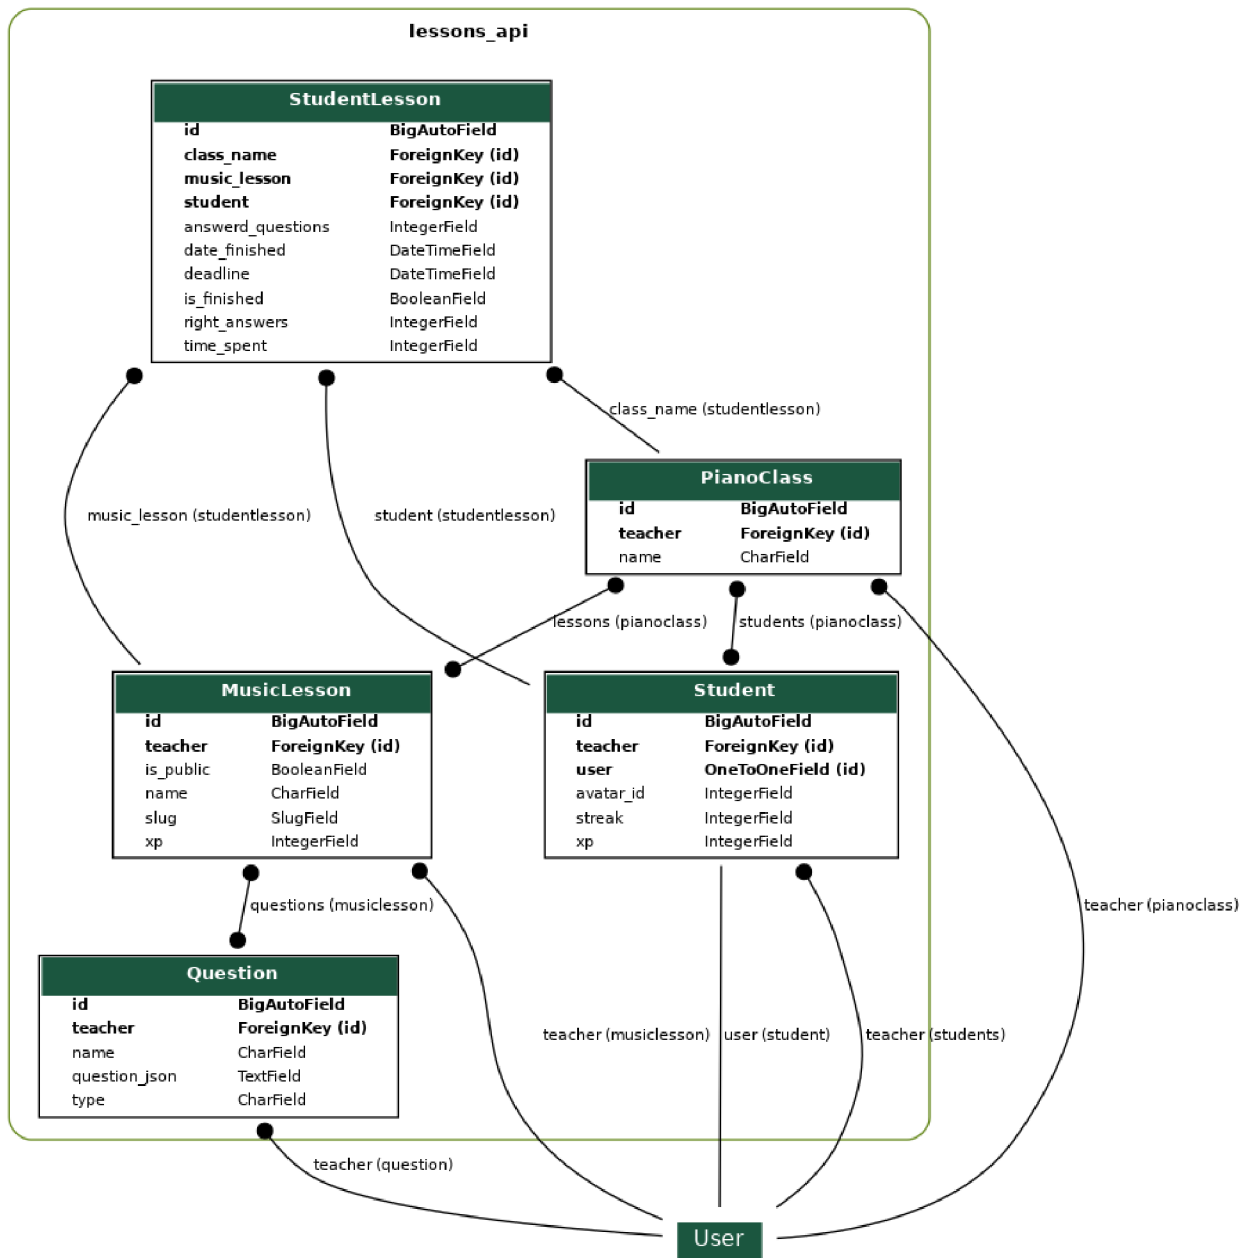 lessons_api
StudentLesson
id BigAutoField
class_name ForeignKey (id)
music_lesson ForeignKey (id)
student ForeignKey (id)
answerd_questions IntegerField
date_finished DateTimeField
deadline DateTimeField
is_finished BooleanField
right_answers IntegerField
time_spent IntegerField
class_name (studentlesson)
PianoClass
id BigAutoField
teacher ForeignKey (id)
name CharField
music_lesson (studentlesson)
student (studentlesson)
lessons (pianoclass)
students (pianoclass)
MusicLesson
id BigAutoField
teacher ForeignKey (id)
is_public BooleanField
name CharField
slug SlugField
xp IntegerField
Student
id BigAutoField
teacher ForeignKey (id)
user OneToOneField (id)
avatar_id IntegerField
streak IntegerField
xp IntegerField
questions (musiclesson)
teacher (pianoclass)
Question
id BigAutoField
teacher ForeignKey (id)
name CharField
question_json TextField
type CharField
teacher (musiclesson)
user (student)
teacher (students)
teacher (question)
User